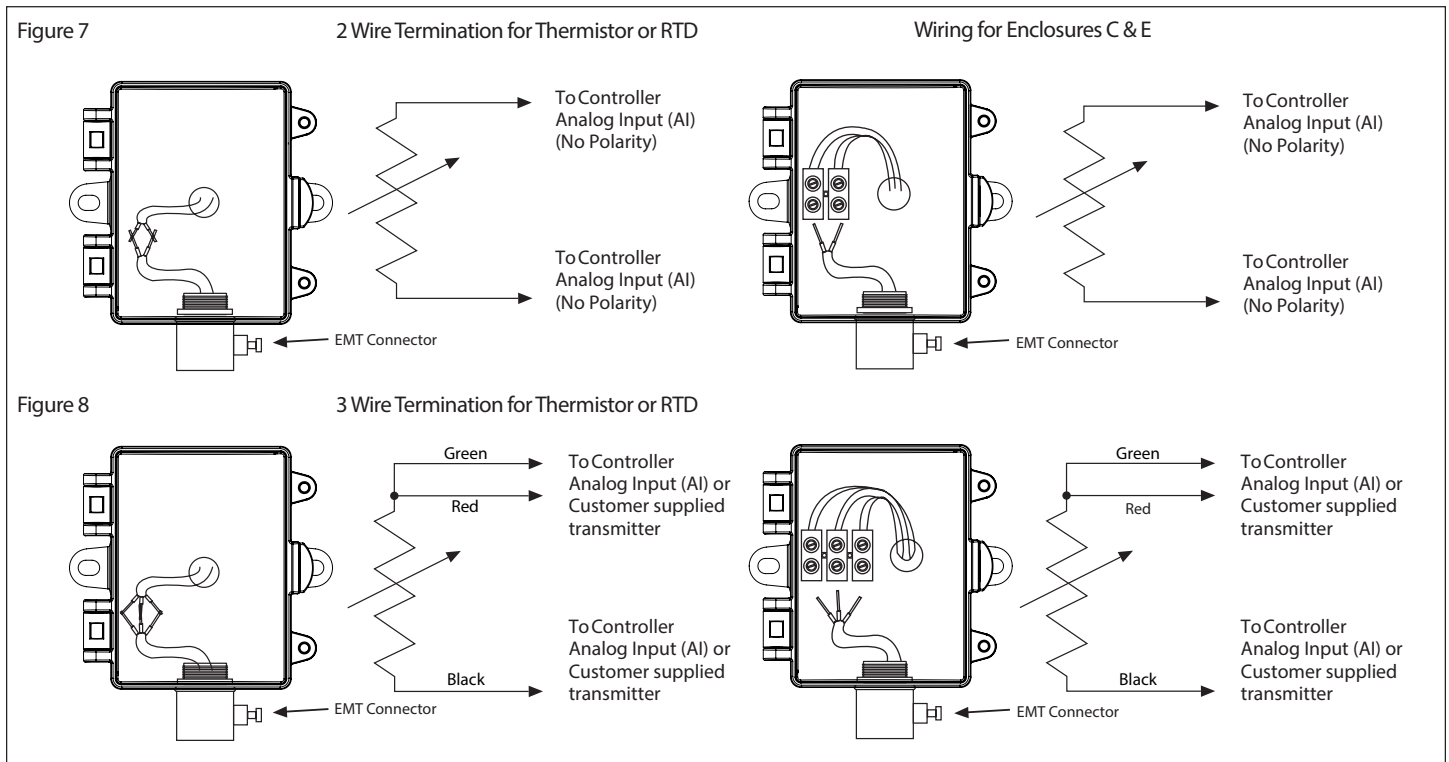 Figure 7
2 Wire Termination for Thermistor or RTD
Wiring for Enclosures C & E
To Controller
Analog Input (AI)
(No Polarity)
To Controller
Analog Input (AI)
(No Polarity)
EMT Connector
To Controller
Analog Input (AI)
(No Polarity)
To Controller
Analog Input (AI)
(No Polarity)
EMT Connector
Figure 8
3 Wire Termination for Thermistor or RTD
Green
Red
To Controller
Analog Input (AI) or
Customer supplied
transmitter
To Controller
Analog Input (AI) or
Customer supplied
transmitter
Black
EMT Connector
Green
Red
To Controller
Analog Input (AI) or
Customer supplied
transmitter
To Controller
Analog Input (AI) or
Customer supplied
transmitter
Black
EMT Connector